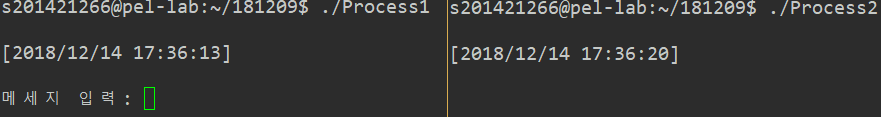 s201421266@pel-lab:~/181209$ ./Process1
[2018/12/14 17:36:13]
메세지 입력:
s201421266@pel-lab:~/181209$ ./Process2
[2018/12/14 17:36:20]